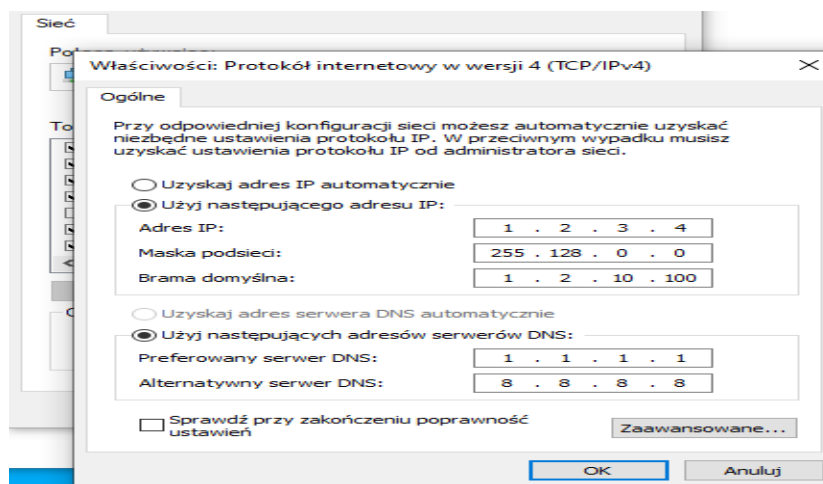 Sieć
Właściwości: Protokół internetowy w wersji 4 (TCP/IPv4)
Ogólne
Przy odpowiedniej konfiguracji sieci możesz automatycznie uzyskać
niezbędne ustawienia protokołu IP. W przeciwnym wypadku musisz
uzyskać ustawienia protokołu IP od administratora sieci.
Uzyskaj adres IP automatycznie
Użyj następującego adresu IP:
Adres IP: 1 . 2 . 3 . 4
Maska podsieci: 255 . 128 . 0 . 0
Brama domyślna: 1 . 2 . 10 . 100
Uzyskaj adres serwera DNS automatycznie
Użyj następujących adresów serwerów DNS:
Preferowany serwer DNS: 1 . 1 . 1 . 1
Alternatywny serwer DNS: 8 . 8 . 8 . 8
Sprawdź przy zakończeniu poprawność
ustawień
Zaawansowane...
OK Anuluj